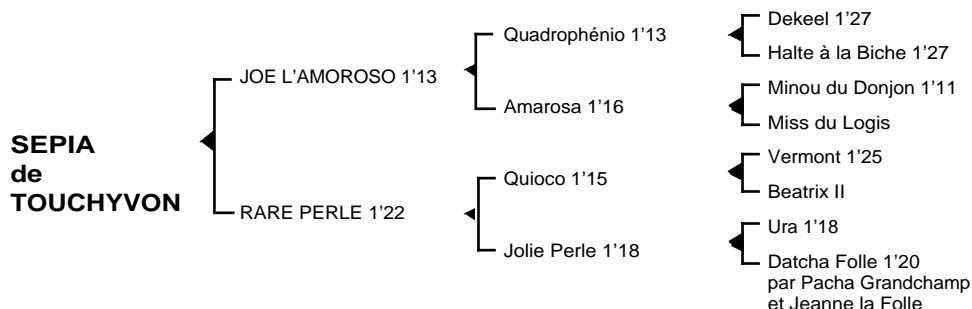 SEPIA
de
TOUCHYVON
JOE L’AMOROSO 1’13
RARE PERLE 1’22
Quadrophénio 1’13
Amarosa 1’16
Quioco 1’15
Jolie Perle 1’18
Dekeel 1’27
Halte à la Biche 1’27
Minou du Donjon 1’11
Miss du Logis
Vermont 1’25
Beatrix II
Ura 1’18
Datcha Folle 1’20
par Pacha Grandchamp
et Jeanne la Folle